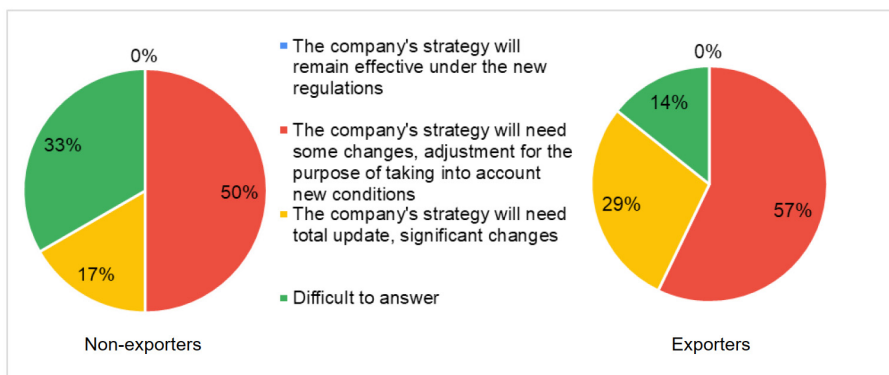 0%
33%
50%
17%
Non-exporters
The company's strategy will
remain effective under the new
regulations
The company's strategy will need
some changes, adjustment for the
purpose of taking into account
new conditions
The company's strategy will need
total update, significant changes
Difficult to answer
0%
14%
29%
57%
Exporters